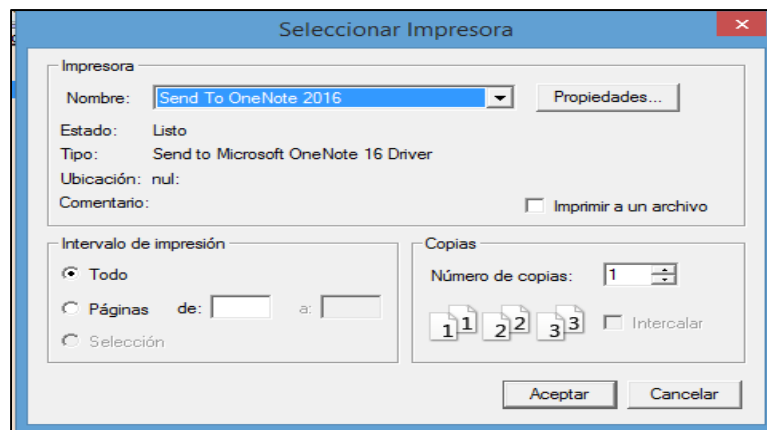 Seleccionar Impresora
Impresora
Nombre: Send To OneNote 2016 Propiedades...
Estado: Listo
Tipo: Send to Microsoft OneNote 16 Driver
Ubicación: nul:
Comentario: Imprimir a un archivo
Intervalo de impresión
Todo
Páginas de: a:
Selección
Copias
Número de copias: 1
1 1 2 2 3 3 Intercalar
Aceptar Cancelar